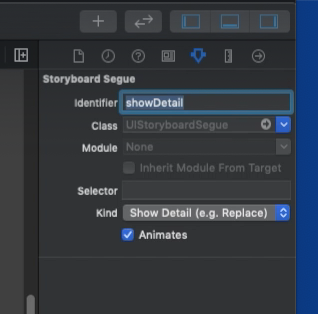 Storyboard Segue
Identifier showDetail
Class UIStoryboardSegue
Module None
Inherit Module From Target
Selector
Kind Show Detail (e.g. Replace)
Animates